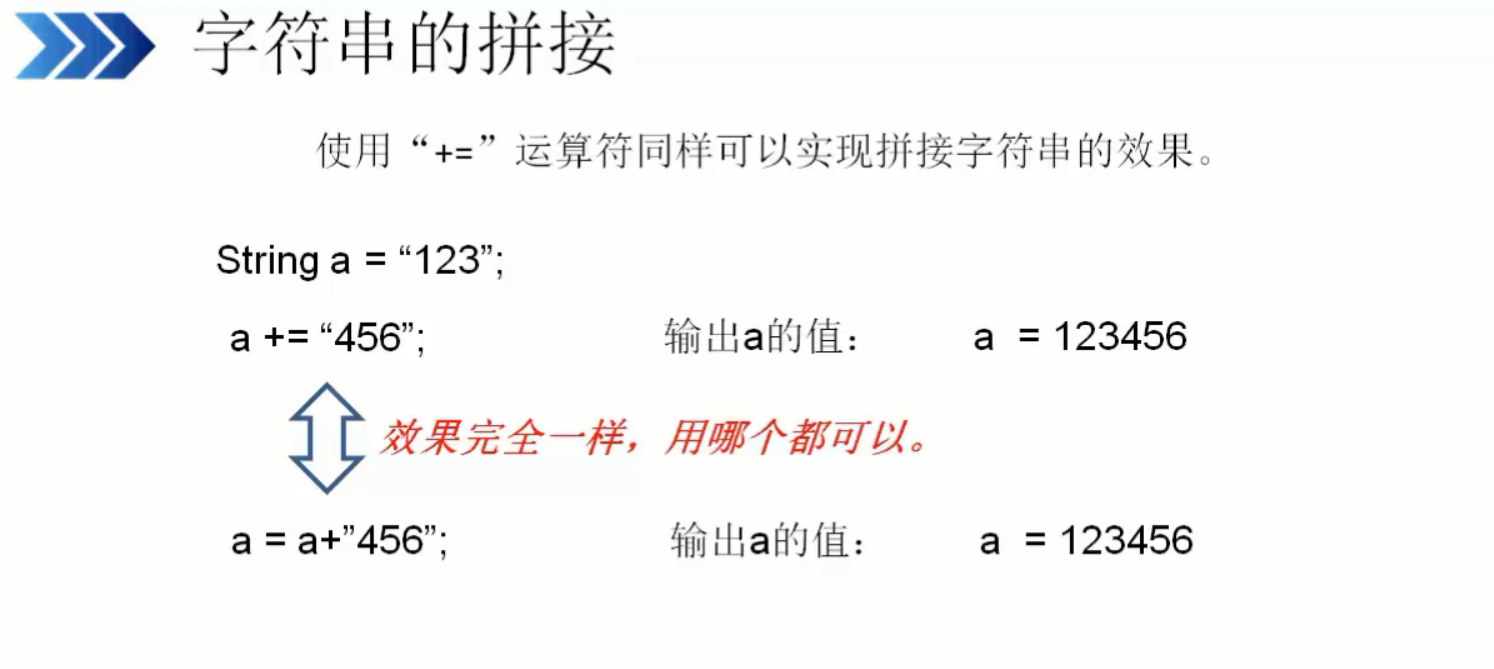 字符串的拼接
使用“+=”运算符同样可以实现拼接字符串的效果。
String a = “123”;
a += “456”; 输出a的值： a = 123456
效果完全一样，用哪个都可以。
a = a+”456”; 输出a的值： a = 123456